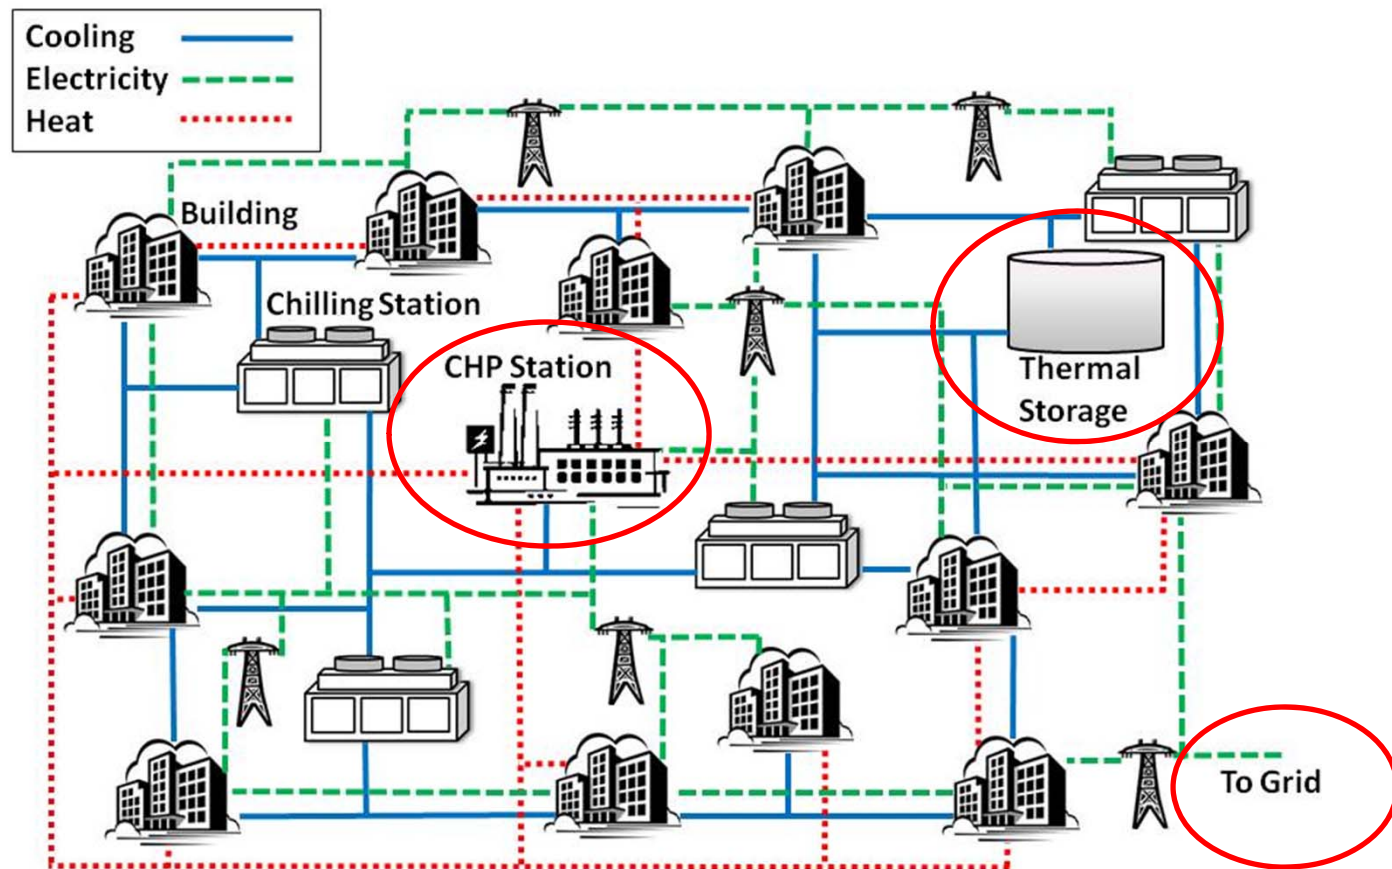 Cooling
Electricity
Heat
Building
Chilling Station
CHP Station
Thermal
Storage
To Grid